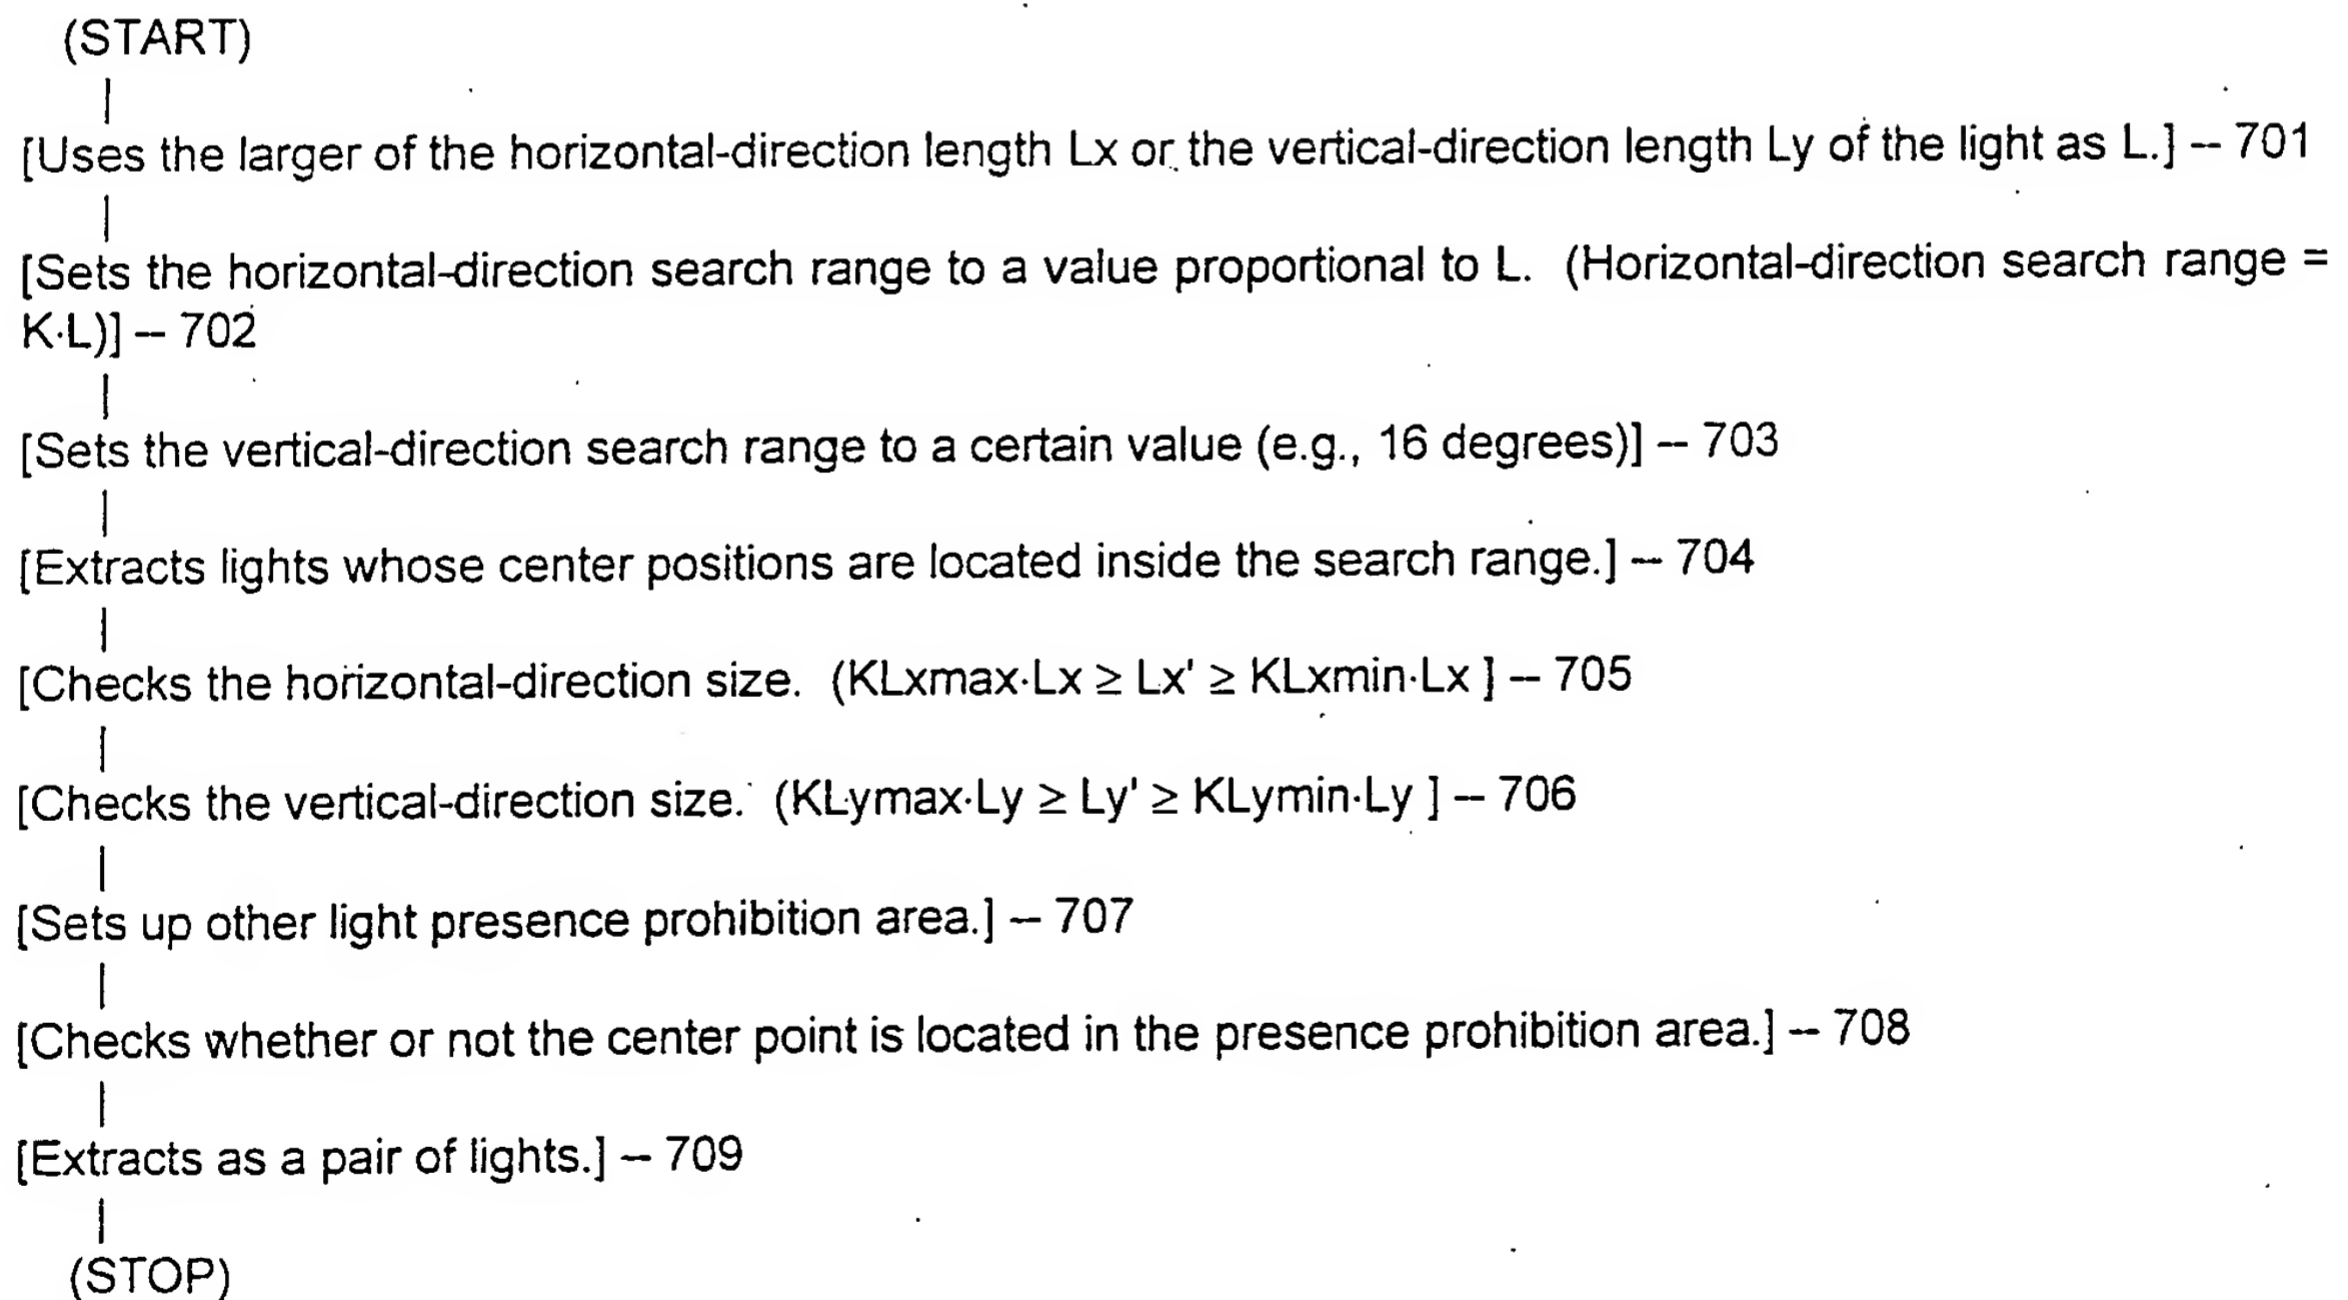 (START)
[Uses the larger of the horizontal-direction length Lx or the vertical-direction length Ly of the light as L.] – 701
[Sets the horizontal-direction search range to a value proportional to L. (Horizontal-direction search range =
K·L)] – 702
[Sets the vertical-direction search range to a certain value (e.g., 16 degrees)] – 703
[Extracts lights whose center positions are located inside the search range.] – 704
[Checks the horizontal-direction size. (KLxmax·Lx ≥ Lx' ≥ KLxmin·Lx ] – 705
[Checks the vertical-direction size. (KLymax·Ly ≥ Ly' ≥ KLymin·Ly ] – 706
[Sets up other light presence prohibition area.] – 707
[Checks whether or not the center point is located in the presence prohibition area.] – 708
[Extracts as a pair of lights.] – 709
(STOP)